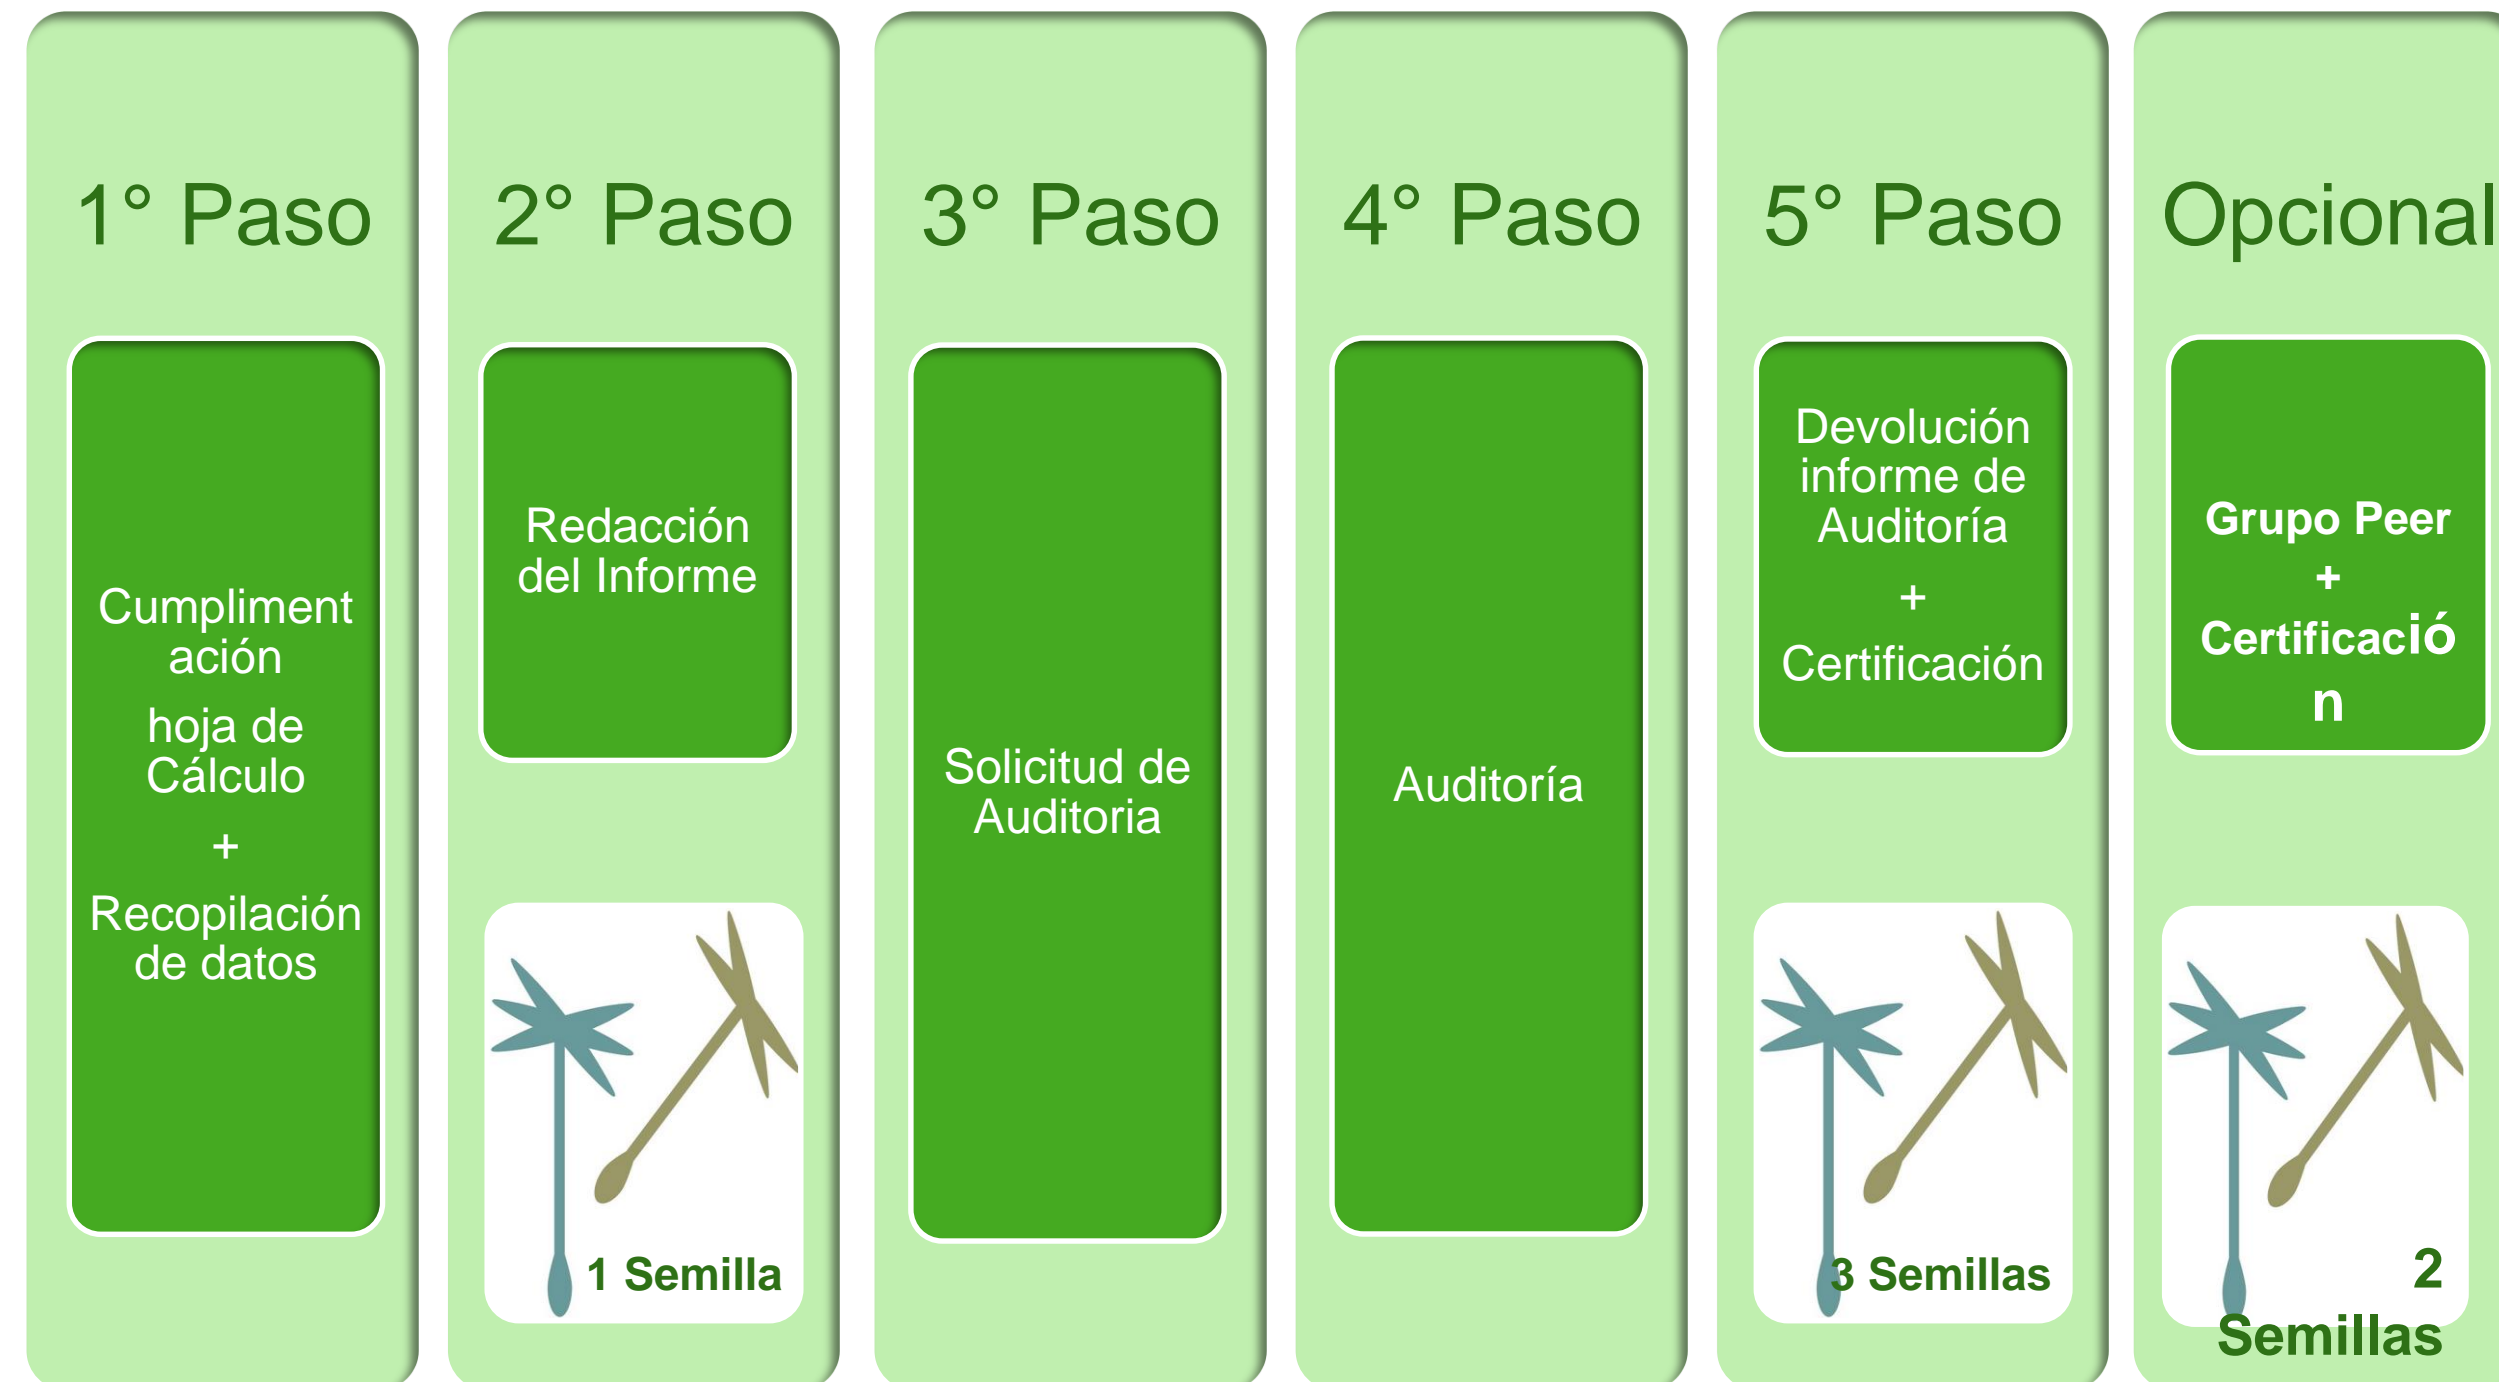 1° Paso
Cumpliment
ación
hoja de
Cálculo
+
Recopilación
de datos
2° Paso
Redacción
del Informe
1 Semilla
3° Paso
Solicitud de
Auditoria
4° Paso
Auditoría
5° Paso
Devolución
informe de
Auditoría
+
Certificación
3 Semillas
Opcional
Grupo Peer
+
Certificació
n
2
Semillas